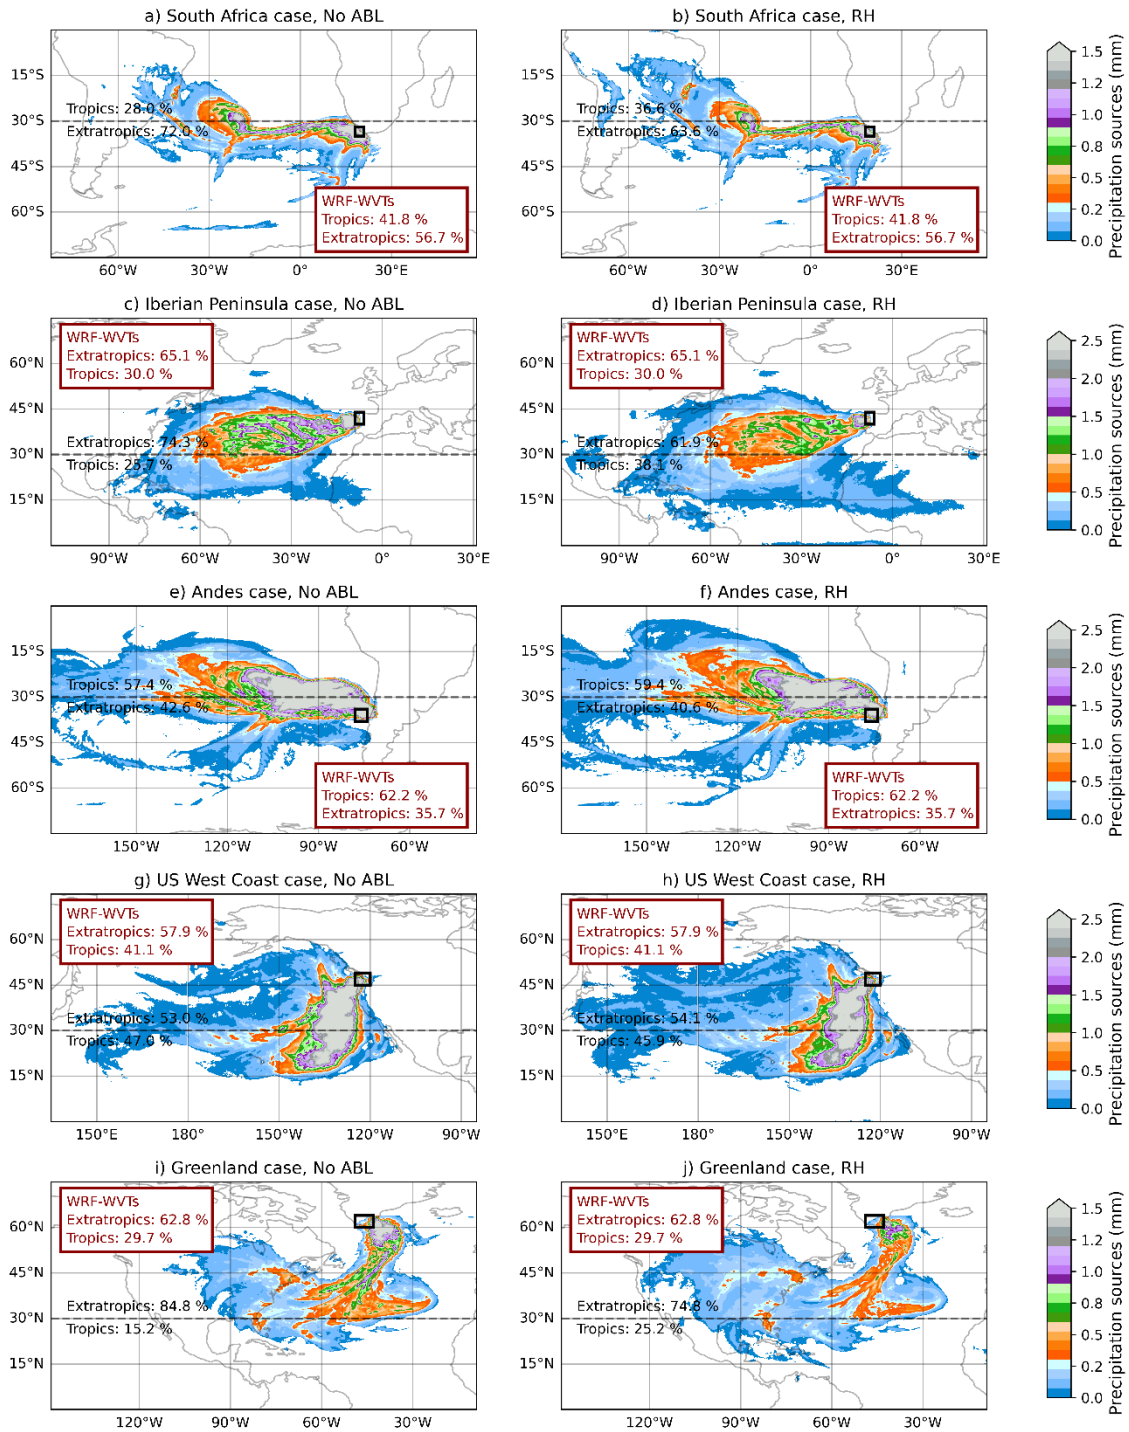 a) South Africa case, No ABL
b) South Africa case, RH
15°S
30°S
45°S
60°S
Tropics: 28.0 %
Extratropics: 72.0 %
WRF-WVTs
Tropics: 41.8 %
Extratropics: 56.7 %
60°W
30°W
0°
30°E
15°S
30°S
45°S
60°S
Tropics: 36.6 %
Extratropics: 63.6 %
WRF-WVTs
Tropics: 41.8 %
Extratropics: 56.7 %
60°W
30°W
0°
30°E
1.5
1.2
1.0
0.8
0.5
0.2
0.0
Precipitation sources (mm)
c) Iberian Peninsula case, No ABL
d) Iberian Peninsula case, RH
60°N
45°N
30°N
15°N
WRF-WVTs
Extratropics: 65.1 %
Tropics: 30.0 %
Extratropics: 74.3 %
Tropics: 25.7 %
90°W
60°W
30°W
0°
30°E
60°N
45°N
30°N
15°N
WRF-WVTs
Extratropics: 65.1 %
Tropics: 30.0 %
Extratropics: 61.9 %
Tropics: 38.1 %
90°W
60°W
30°W
0°
30°E
2.5
2.0
1.5
1.0
0.5
0.0
Precipitation sources (mm)
e) Andes case, No ABL
f) Andes case, RH
15°S
30°S
45°S
60°S
Tropics: 57.4 %
Extratropics: 42.6 %
WRF-WVTs
Tropics: 62.2 %
Extratropics: 35.7 %
150°W
120°W
90°W
60°W
15°S
30°S
45°S
60°S
Tropics: 59.4 %
Extratropics: 40.6 %
WRF-WVTs
Tropics: 62.2 %
Extratropics: 35.7 %
150°W
120°W
90°W
60°W
2.5
2.0
1.5
1.0
0.5
0.0
Precipitation sources (mm)
g) US West Coast case, No ABL
h) US West Coast case, RH
60°N
45°N
30°N
15°N
WRF-WVTs
Extratropics: 57.9 %
Tropics: 41.1 %
Extratropics: 53.0 %
Tropics: 47.0 %
150°E
180°
150°W
120°W
90°W
60°N
45°N
30°N
15°N
WRF-WVTs
Extratropics: 57.9 %
Tropics: 41.1 %
Extratropics: 54.1 %
Tropics: 45.9 %
150°E
180°
150°W
120°W
90°W
2.5
2.0
1.5
1.0
0.5
0.0
Precipitation sources (mm)
i) Greenland case, No ABL
j) Greenland case, RH
60°N
45°N
30°N
15°N
WRF-WVTs
Extratropics: 62.8 %
Tropics: 29.7 %
Extratropics: 84.8 %
Tropics: 15.2 %
120°W
90°W
60°W
30°W
60°N
45°N
30°N
15°N
WRF-WVTs
Extratropics: 62.8 %
Tropics: 29.7 %
Extratropics: 74.8 %
Tropics: 25.2 %
120°W
90°W
60°W
30°W
1.5
1.2
1.0
0.8
0.5
0.2
0.0
Precipitation sources (mm)